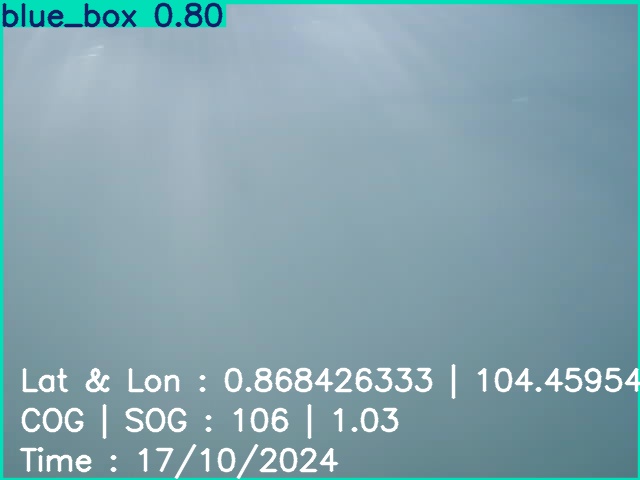 blue_box 0.80
Lat & Lon : 0.868426333 | 104.45954
COG | SOG : 106 | 1.03
Time : 17/10/2024